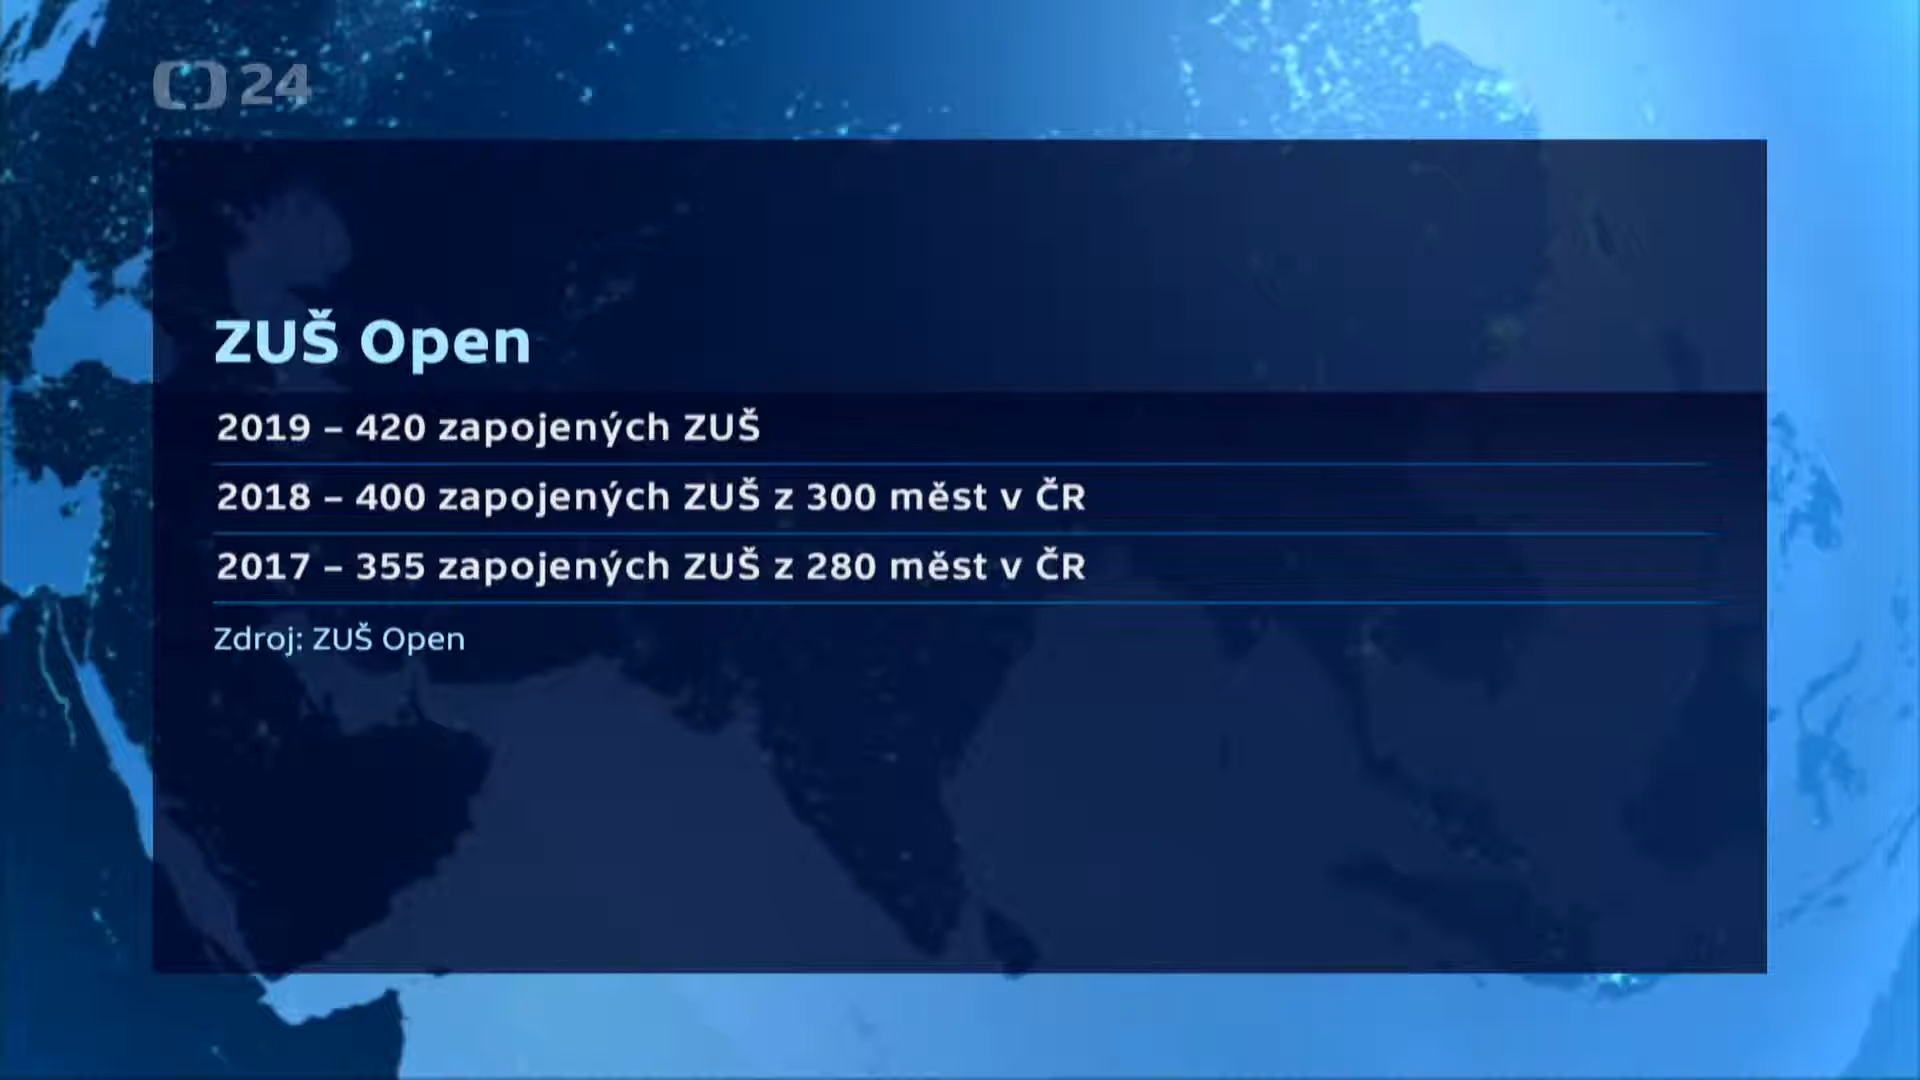 24
ZUŠ Open
2019 – 420 zapojených ZUŠ
2018 – 400 zapojených ZUŠ z 300 měst v ČR
2017 – 355 zapojených ZUŠ z 280 měst v ČR
Zdroj: ZUŠ Open